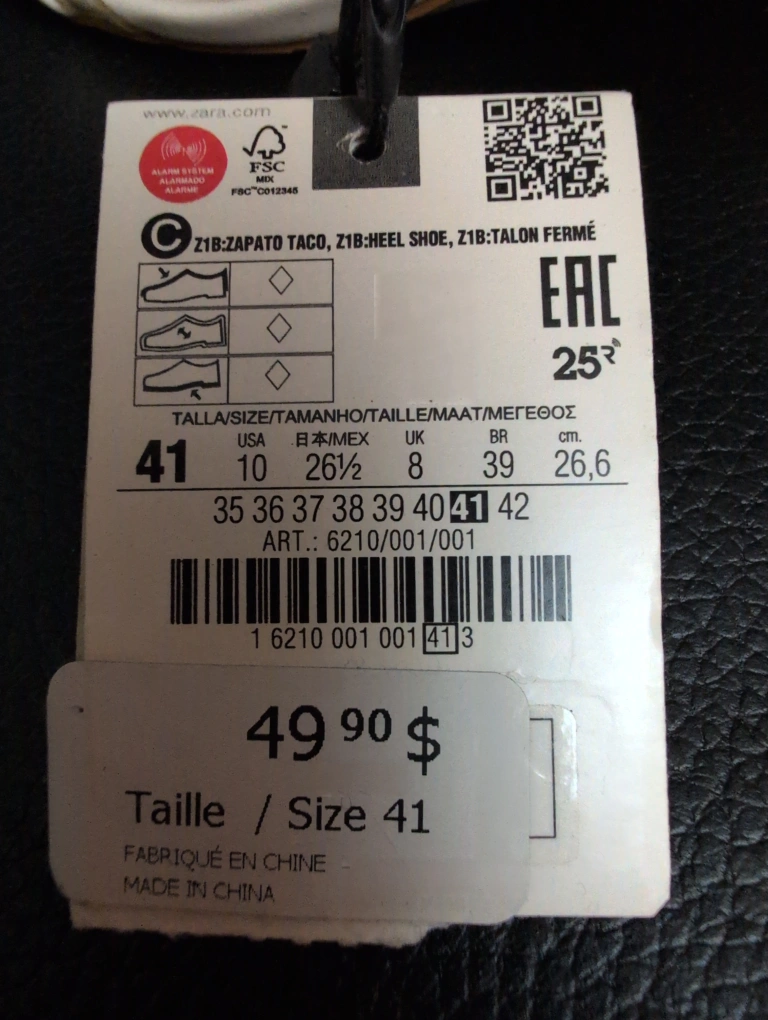 www.zara.com
ALARM SYSTEM
ALARMADO
ALARME
FSC™
MIX
FSC™C012345
C Z1B:ZAPATO TACO, Z1B:HEEL SHOE, Z1B:TALON FERMÉ
EAC
25
TALLA/SIZE/TAMANHO/TAILLE/MAAT/ΜΕΓΕΘΟΣ
USA 日本/MEX UK BR cm.
41 10 26½ 8 39 26,6
35 36 37 38 39 40 41 42
ART.: 6210/001/001
1 6210 001 001 41 3
49 90 $
Taille / Size 41
FABRIQUÉ EN CHINE
MADE IN CHINA